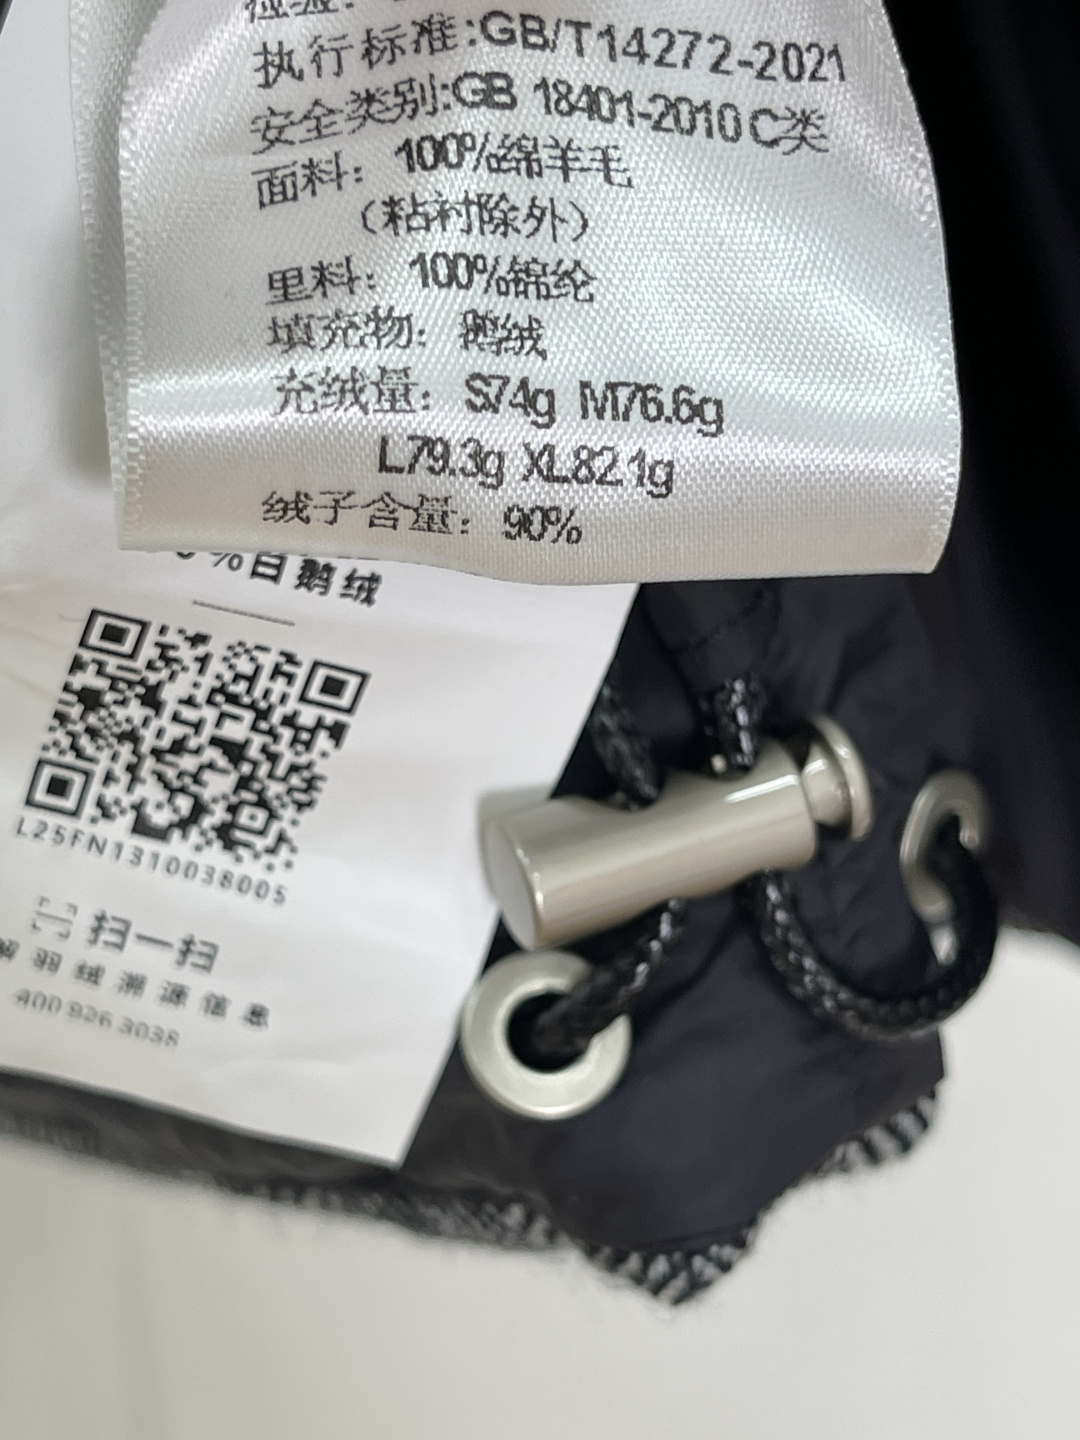 执行标准:GB/T14272-2021
安全类别:GB 18401-2010 C类
面料: 100%绵羊毛
(粘衬除外)
里料: 100%锦纶
填充物: 鹅绒
充绒量: S74g M76.6g
L79.3g XL82.1g
绒子含量: 90%
%白鹅绒
L25FN1310038005
扫一扫
羽绒溯源信息
400 926 3038